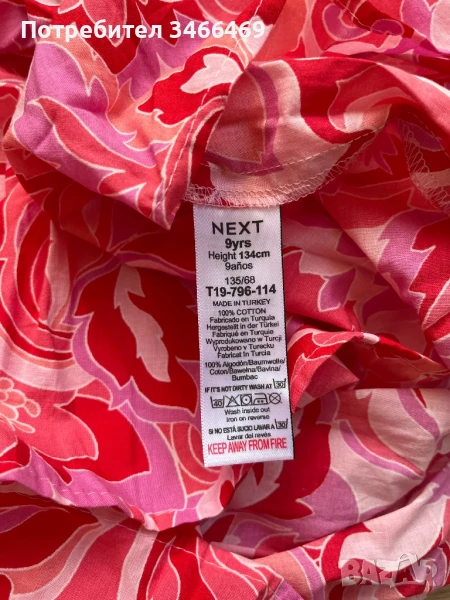 Потребител 3466469
NEXT
9yrs
Height 134cm
9años
135/68
T19-796-114
MADE IN TURKEY
100% COTTON
Fabricado en Turquía
Hergestellt in der Türkei
Wyprodukowano w Turcji
Vyrobeno v Turecku
Fabricat în Turcia
100% Algodón/Baumwolle/
Coton/Bawełna/Bavlna/
Bumbac
IF IT'S NOT DIRTY WASH AT 30°
Wash inside out
Iron on reverse
SI NO ESTÁ SUCIO LAVAR A 30°
Lavar del revés
KEEP AWAY FROM FIRE
BAZAR